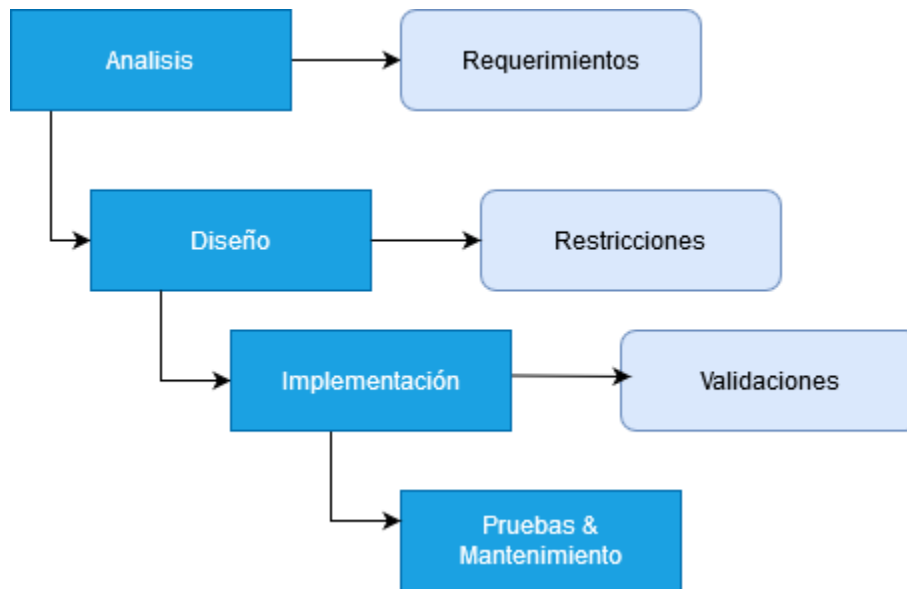 Analisis
Requerimientos
Diseño
Restricciones
Implementación
Validaciones
Pruebas &
Mantenimiento